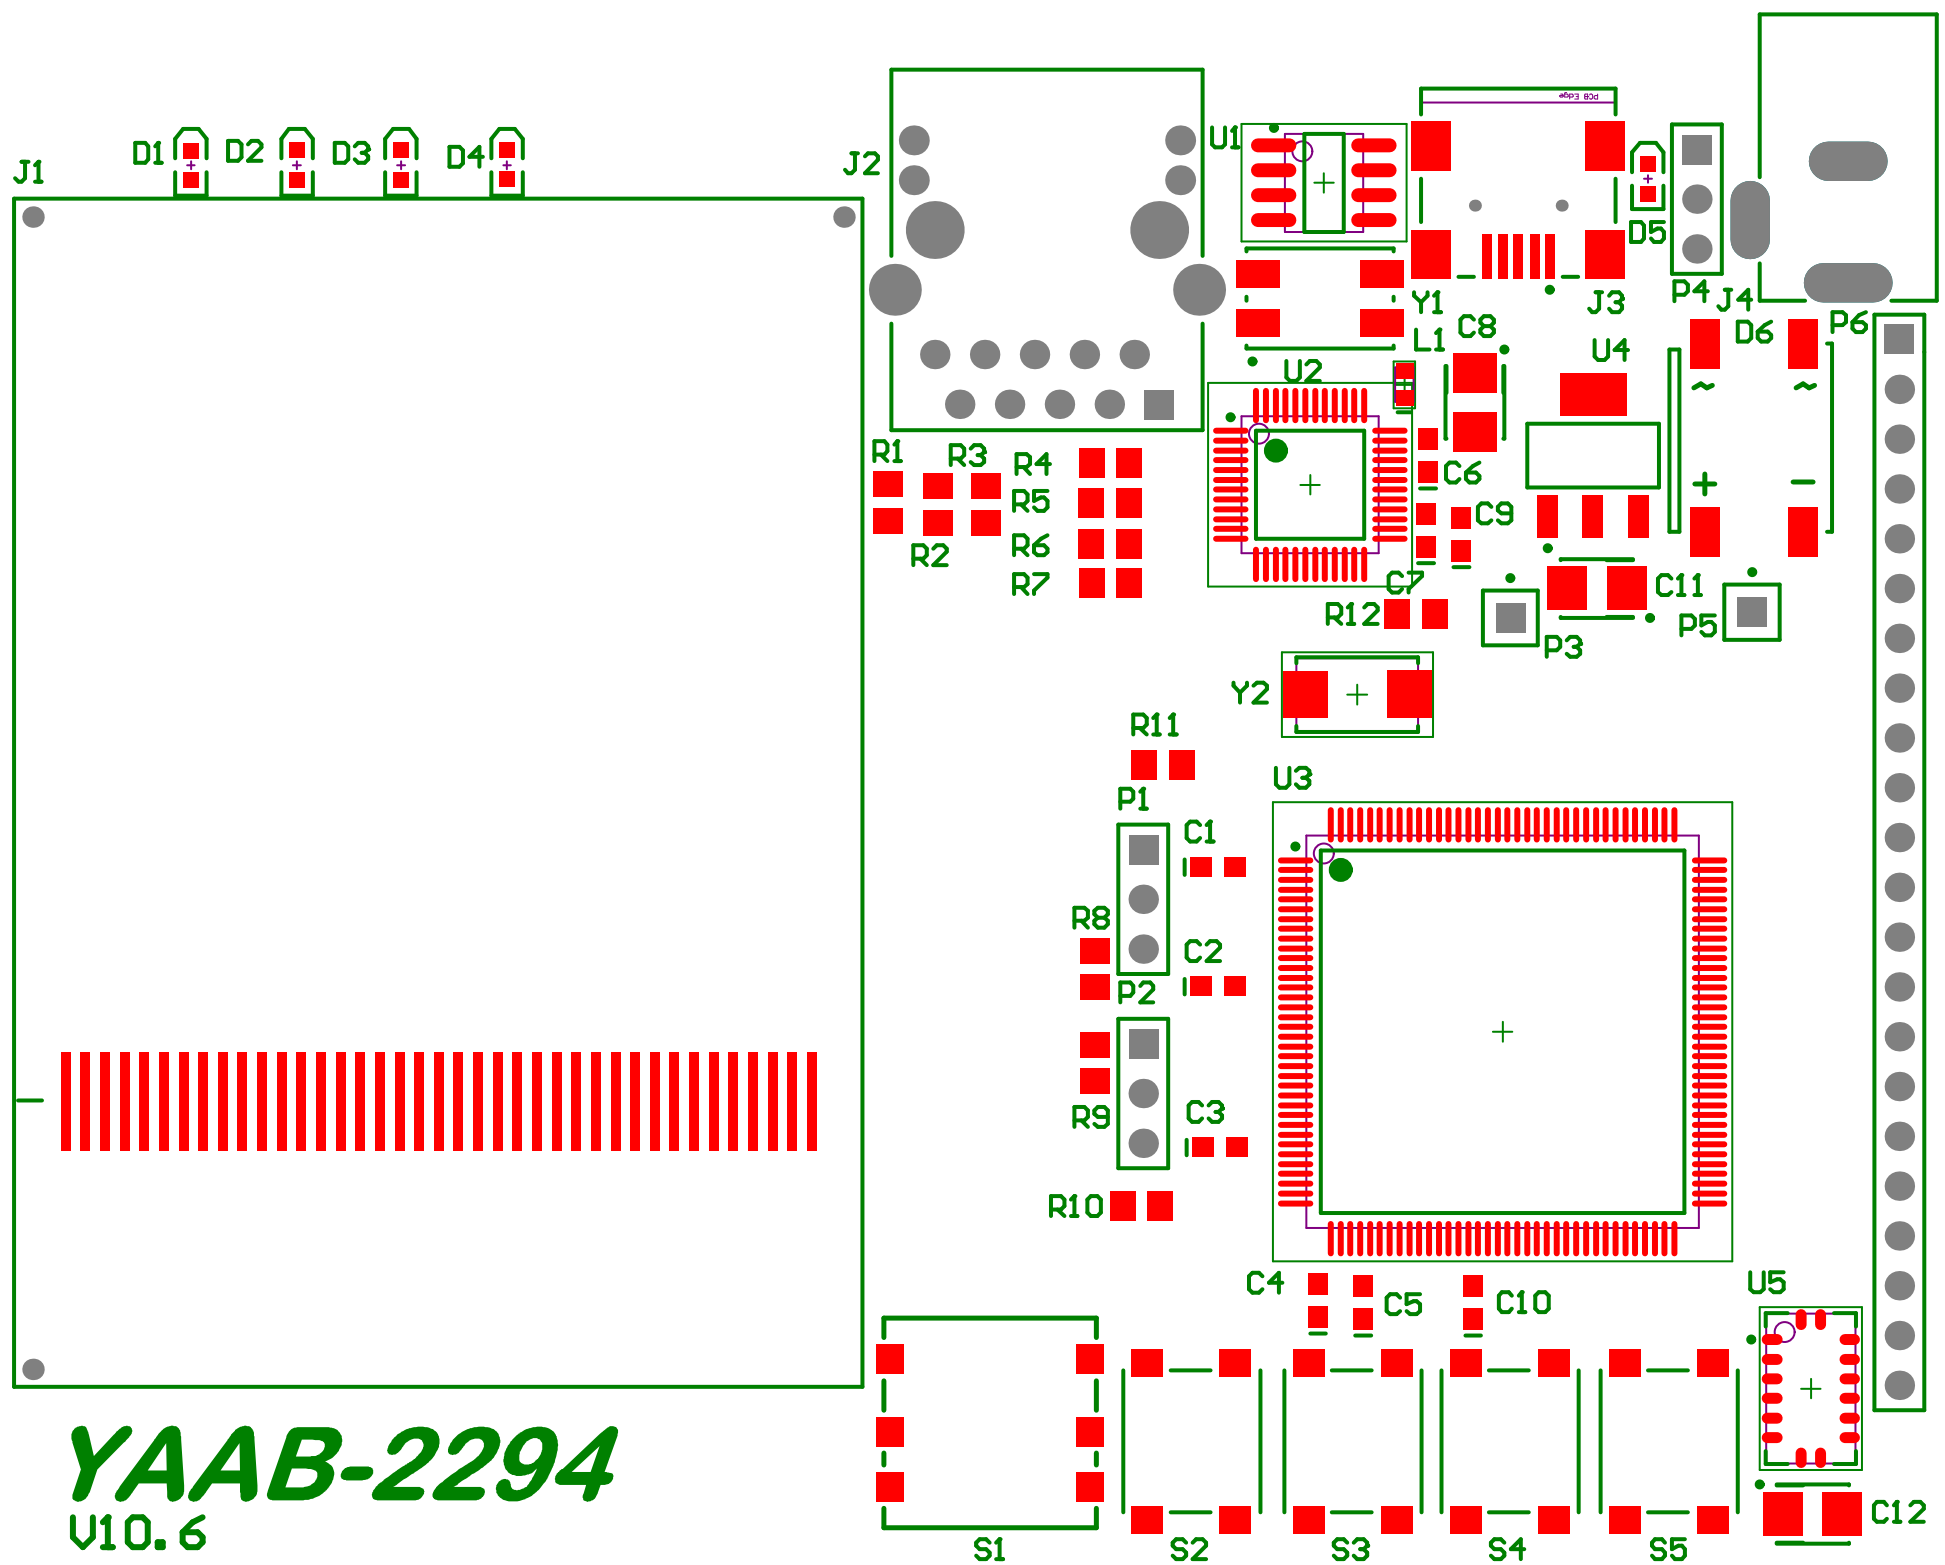 PCB Edge
D1 D2 D3 D4
J1
J2
U1
D5
Y1
J3
P4
J4
D6
P6
L1
C8
U4
U2
~ ~
+ −
R1
R3
R4
R5
R2
R6
R7
C6
C9
C7
C11
R12
P5
P3
Y2
R11
U3
P1
C1
R8
C2
P2
R9
C3
R10
C4
C5
C10
U5
YAAB-2294
V10.6
C12
S1 S2 S3 S4 S5